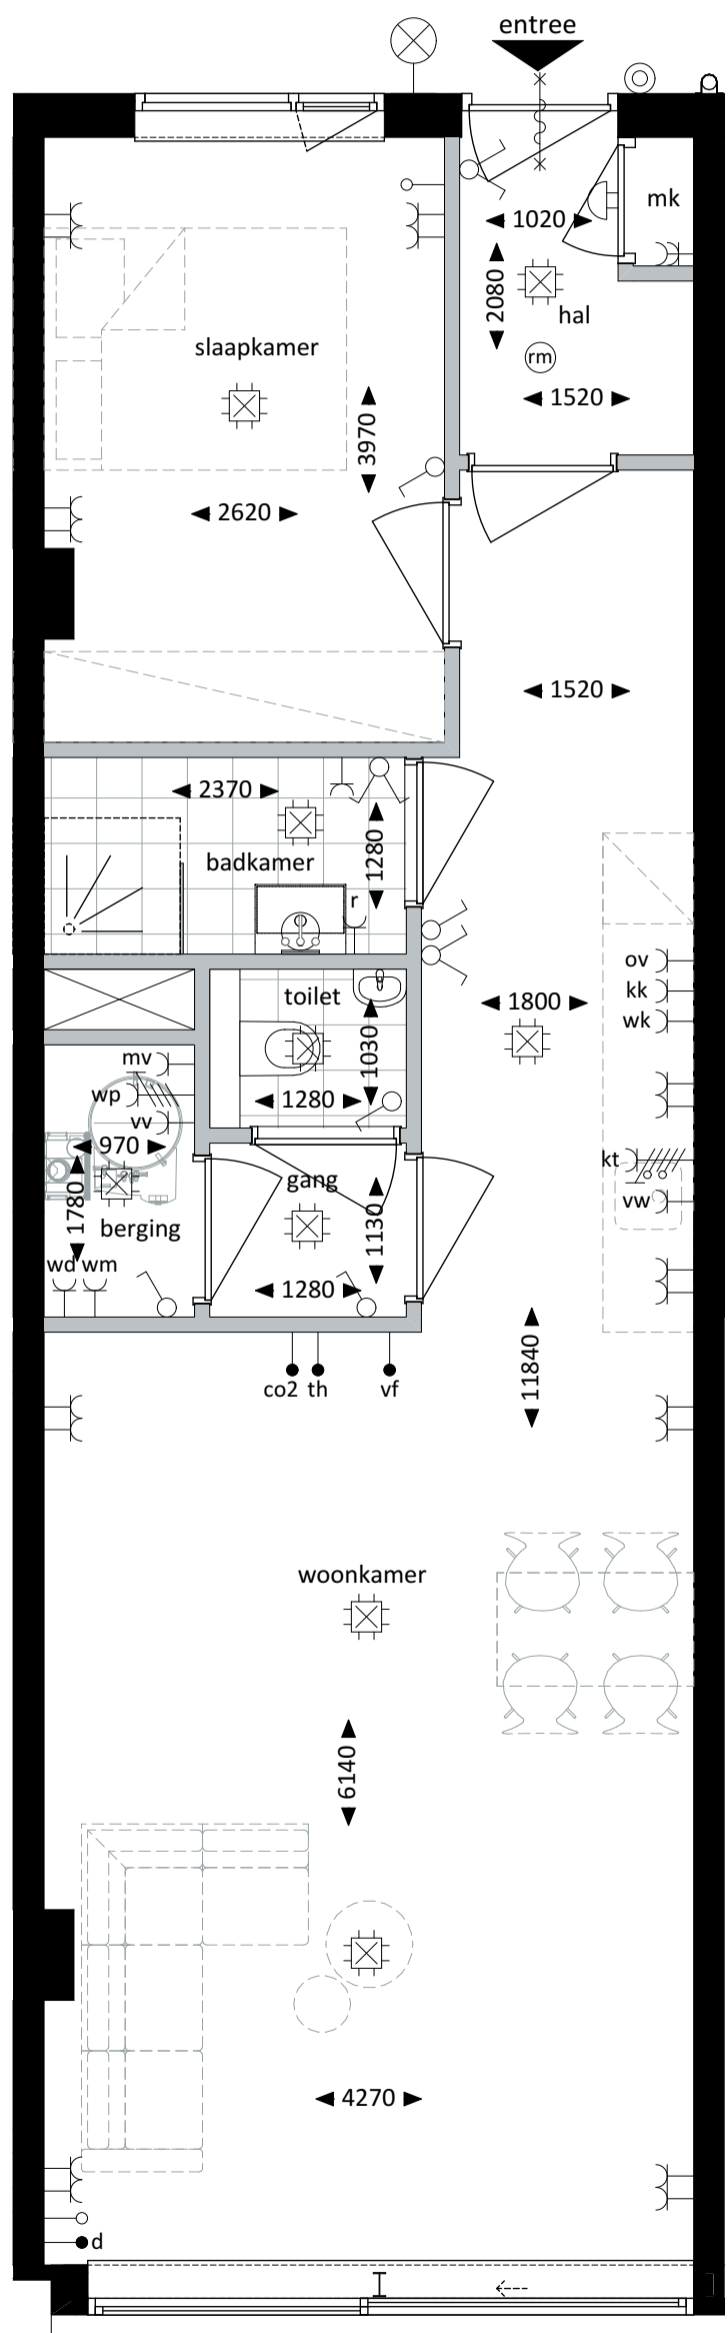 entree
mk
1020
2080
hal
rm
1520
slaapkamer
3970
2620
1520
2370
1280
badkamer
r
ov
kk
wk
toilet
1030
1280
1800
mv
wp
vv
970
1780
berging
wd wm
gang
1130
1280
kt
vw
co2 th vf
11840
woonkamer
6140
4270
d